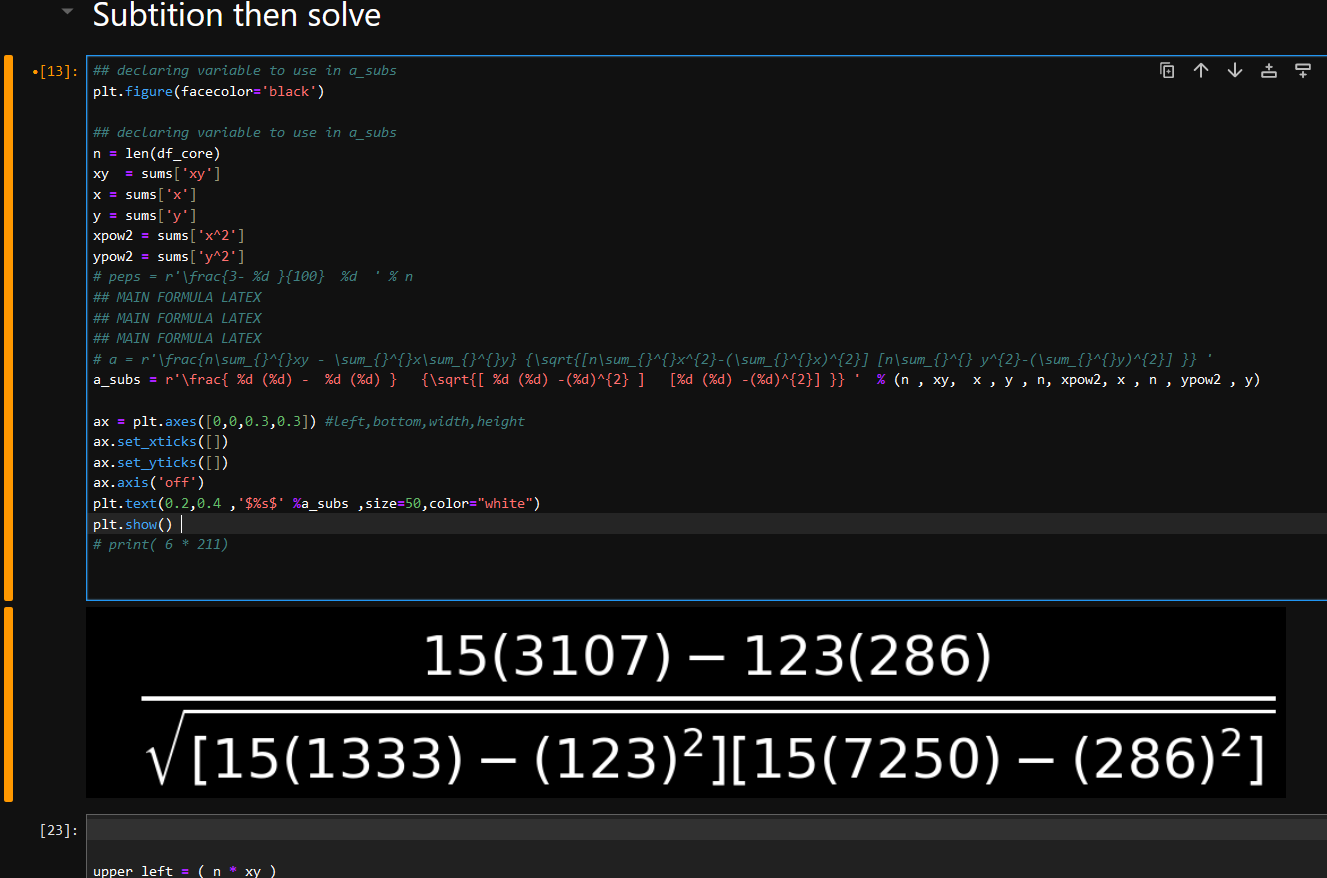 Subtition then solve
•[13]:
## declaring variable to use in a_subs
plt.figure(facecolor='black')
## declaring variable to use in a_subs
n = len(df_core)
xy  = sums['xy']
x = sums['x']
y = sums['y']
xpow2 = sums['x^2']
ypow2 = sums['y^2']
# peps = r'\frac{3- %d }{100}  %d  ' % n
## MAIN FORMULA LATEX
## MAIN FORMULA LATEX
## MAIN FORMULA LATEX
# a = r'\frac{n\sum_{}^{}xy - \sum_{}^{}x\sum_{}^{}y} {\sqrt{[n\sum_{}^{}x^{2}-(\sum_{}^{}x)^{2}] [n\sum_{}^{} y^{2}-(\sum_{}^{}y)^{2}] }} '
a_subs = r'\frac{ %d (%d) -  %d (%d) }   {\sqrt{[ %d (%d) -(%d)^{2} ]   [%d (%d) -(%d)^{2}] }} '  % (n , xy,  x , y , n, xpow2, x , n , ypow2 , y)
ax = plt.axes([0,0,0.3,0.3]) #left,bottom,width,height
ax.set_xticks([])
ax.set_yticks([])
ax.axis('off')
plt.text(0.2,0.4 ,'$%s$' %a_subs ,size=50,color="white")
plt.show()
# print( 6 * 211)
15(3107) − 123(286)
√[15(1333) − (123)²][15(7250) − (286)²]
[23]:
upper_left = ( n * xy )